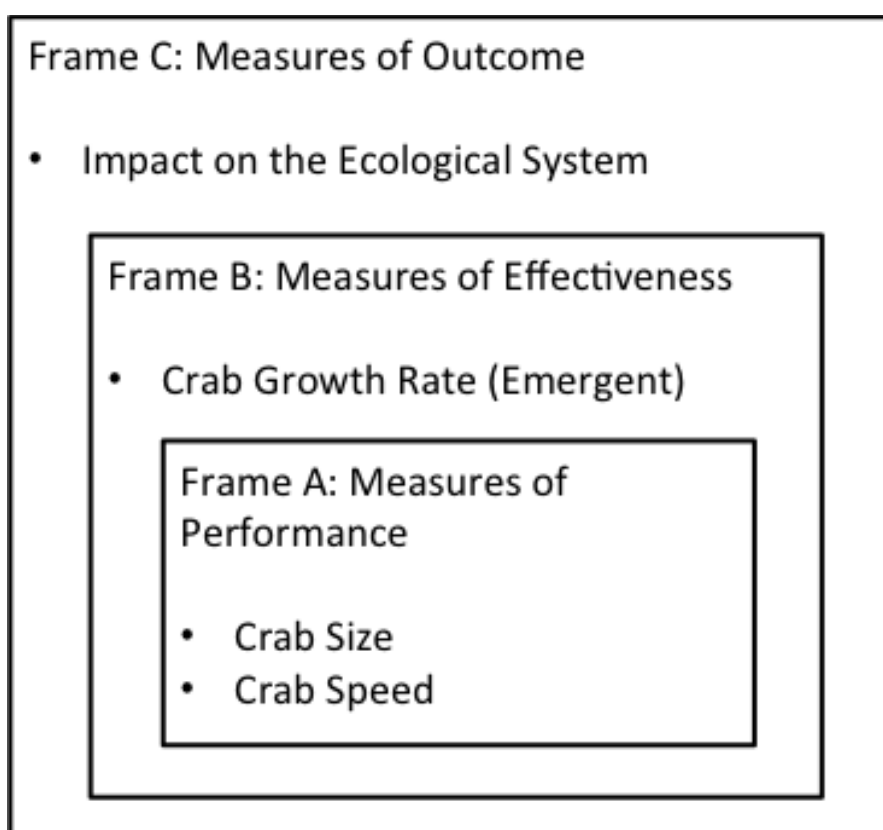 Frame C: Measures of Outcome
• Impact on the Ecological System
Frame B: Measures of Effectiveness
• Crab Growth Rate (Emergent)
Frame A: Measures of
Performance
• Crab Size
• Crab Speed